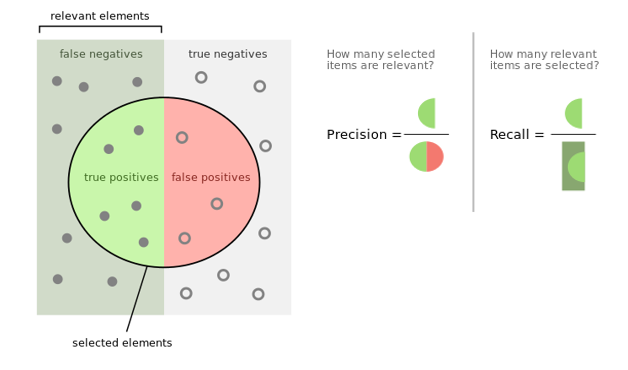 relevant elements
false negatives
true negatives
true positives
false positives
selected elements
How many selected
items are relevant?
Precision =
How many relevant
items are selected?
Recall =